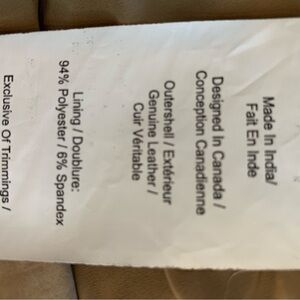 Made In India/
Fait En Inde
Designed In Canada /
Conception Canadienne
Outershell / Extérieur
Genuine Leather /
Cuir Véritable
Lining / Doublure:
94% Polyester / 6% Spandex
Exclusive Of Trimmings /